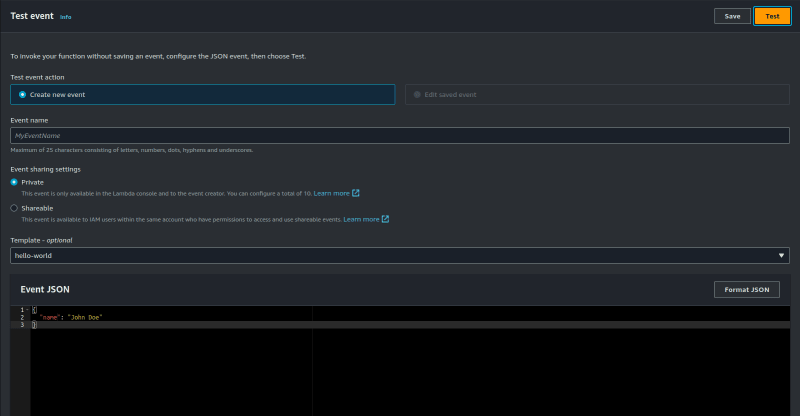 Test event Info
Save
Test
To invoke your function without saving an event, configure the JSON event, then choose Test.
Test event action
Create new event
Edit saved event
Event name
MyEventName
Maximum of 25 characters consisting of letters, numbers, dots, hyphens and underscores.
Event sharing settings
Private
This event is only available in the Lambda console and to the event creator. You can configure a total of 10. Learn more
Shareable
This event is available to IAM users within the same account who have permissions to access and use shareable events. Learn more
Template - optional
hello-world
Event JSON
Format JSON
1 {
2 "name": "John Doe"
3 }